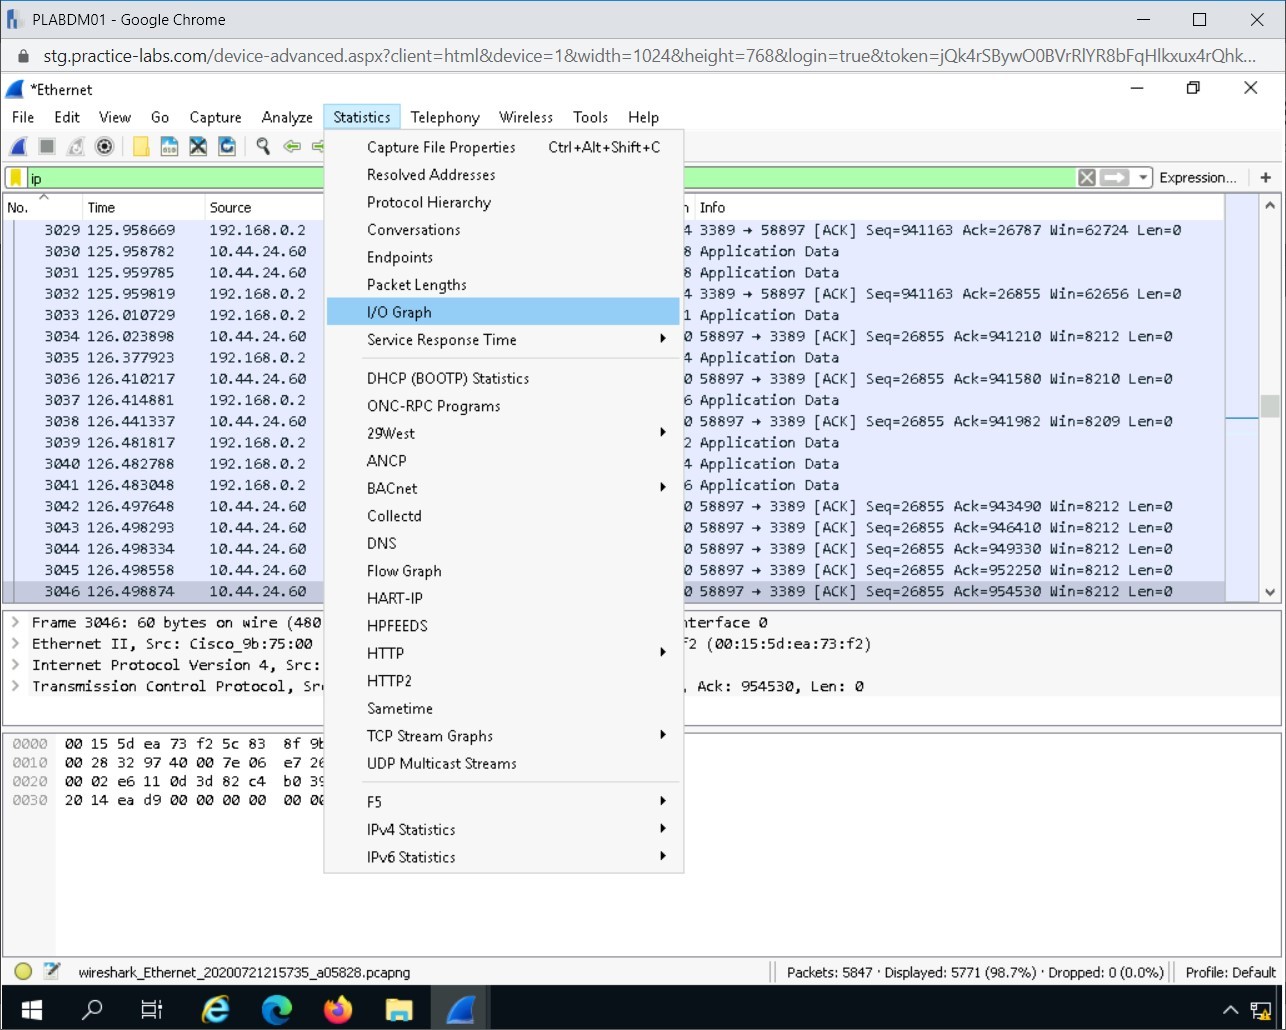 PLABDM01 - Google Chrome
stg.practice-labs.com/device-advanced.aspx?client=html&device=1&width=1024&height=768&login=true&token=jQk4rSBywO0BVrRlYR8bFqHlkxux4rQhk...
*Ethernet
File Edit View Go Capture Analyze Statistics Telephony Wireless Tools Help
ip
Expression... +
No. Time Source Info
3029 125.958669 192.168.0.2 4 3389 → 58897 [ACK] Seq=941163 Ack=26787 Win=62724 Len=0
3030 125.958782 10.44.24.60 8 Application Data
3031 125.959785 10.44.24.60 8 Application Data
3032 125.959819 192.168.0.2 4 3389 → 58897 [ACK] Seq=941163 Ack=26855 Win=62656 Len=0
3033 126.010729 192.168.0.2 1 Application Data
3034 126.023898 10.44.24.60 0 58897 → 3389 [ACK] Seq=26855 Ack=941210 Win=8212 Len=0
3035 126.377923 192.168.0.2 4 Application Data
3036 126.410217 10.44.24.60 0 58897 → 3389 [ACK] Seq=26855 Ack=941580 Win=8210 Len=0
3037 126.414881 192.168.0.2 6 Application Data
3038 126.441337 10.44.24.60 0 58897 → 3389 [ACK] Seq=26855 Ack=941982 Win=8209 Len=0
3039 126.481817 192.168.0.2 2 Application Data
3040 126.482788 192.168.0.2 4 Application Data
3041 126.483048 192.168.0.2 6 Application Data
3042 126.497648 10.44.24.60 0 58897 → 3389 [ACK] Seq=26855 Ack=943490 Win=8212 Len=0
3043 126.498293 10.44.24.60 0 58897 → 3389 [ACK] Seq=26855 Ack=946410 Win=8212 Len=0
3044 126.498334 10.44.24.60 0 58897 → 3389 [ACK] Seq=26855 Ack=949330 Win=8212 Len=0
3045 126.498558 10.44.24.60 0 58897 → 3389 [ACK] Seq=26855 Ack=952250 Win=8212 Len=0
3046 126.498874 10.44.24.60 0 58897 → 3389 [ACK] Seq=26855 Ack=954530 Win=8212 Len=0
Capture File Properties Ctrl+Alt+Shift+C
Resolved Addresses
Protocol Hierarchy
Conversations
Endpoints
Packet Lengths
I/O Graph
Service Response Time
DHCP (BOOTP) Statistics
ONC-RPC Programs
29West
ANCP
BACnet
Collectd
DNS
Flow Graph
HART-IP
HPFEEDS
HTTP
HTTP2
Sametime
TCP Stream Graphs
UDP Multicast Streams
F5
IPv4 Statistics
IPv6 Statistics
Frame 3046: 60 bytes on wire (480 nterface 0
Ethernet II, Src: Cisco_9b:75:00 f2 (00:15:5d:ea:73:f2)
Internet Protocol Version 4, Src:
Transmission Control Protocol, Src , Ack: 954530, Len: 0
0000 00 15 5d ea 73 f2 5c 83 8f 9b
0010 00 28 32 97 40 00 7e 06 e7 26
0020 00 02 e6 11 0d 3d 82 c4 b0 39
0030 20 14 ea d9 00 00 00 00 00 00
wireshark_Ethernet_20200721215735_a05828.pcapng
Packets: 5847 · Displayed: 5771 (98.7%) · Dropped: 0 (0.0%)
Profile: Default